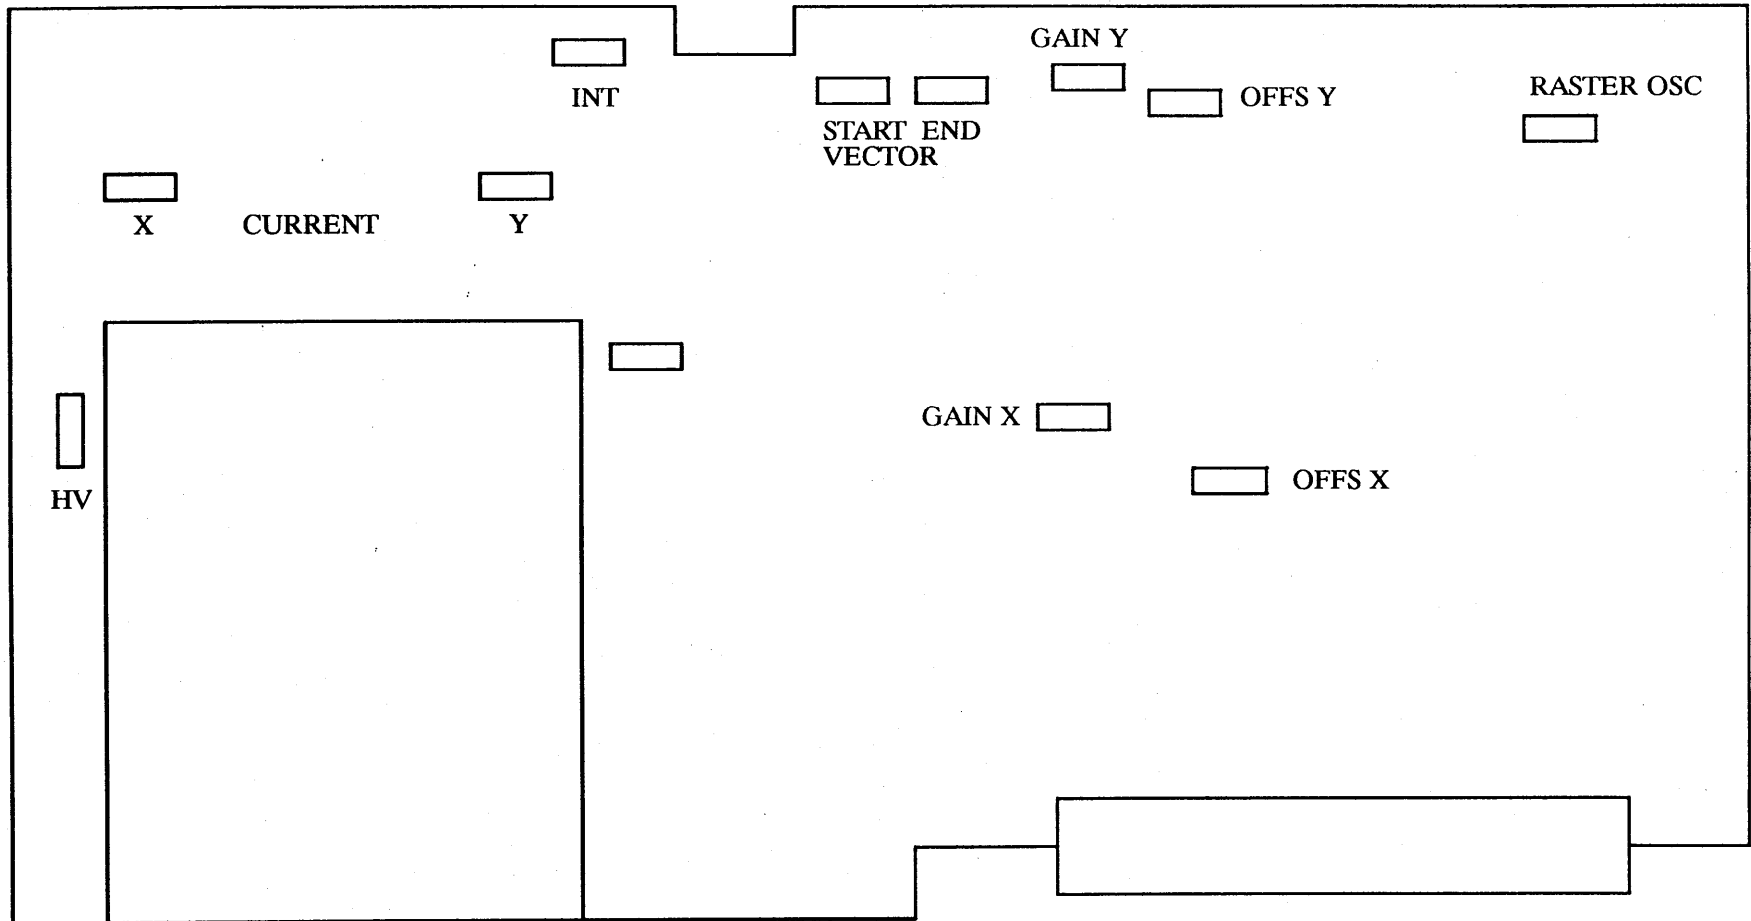 GAIN Y
INT
OFFS Y
RASTER OSC
START END
VECTOR
X CURRENT Y
GAIN X
OFFS X
HV